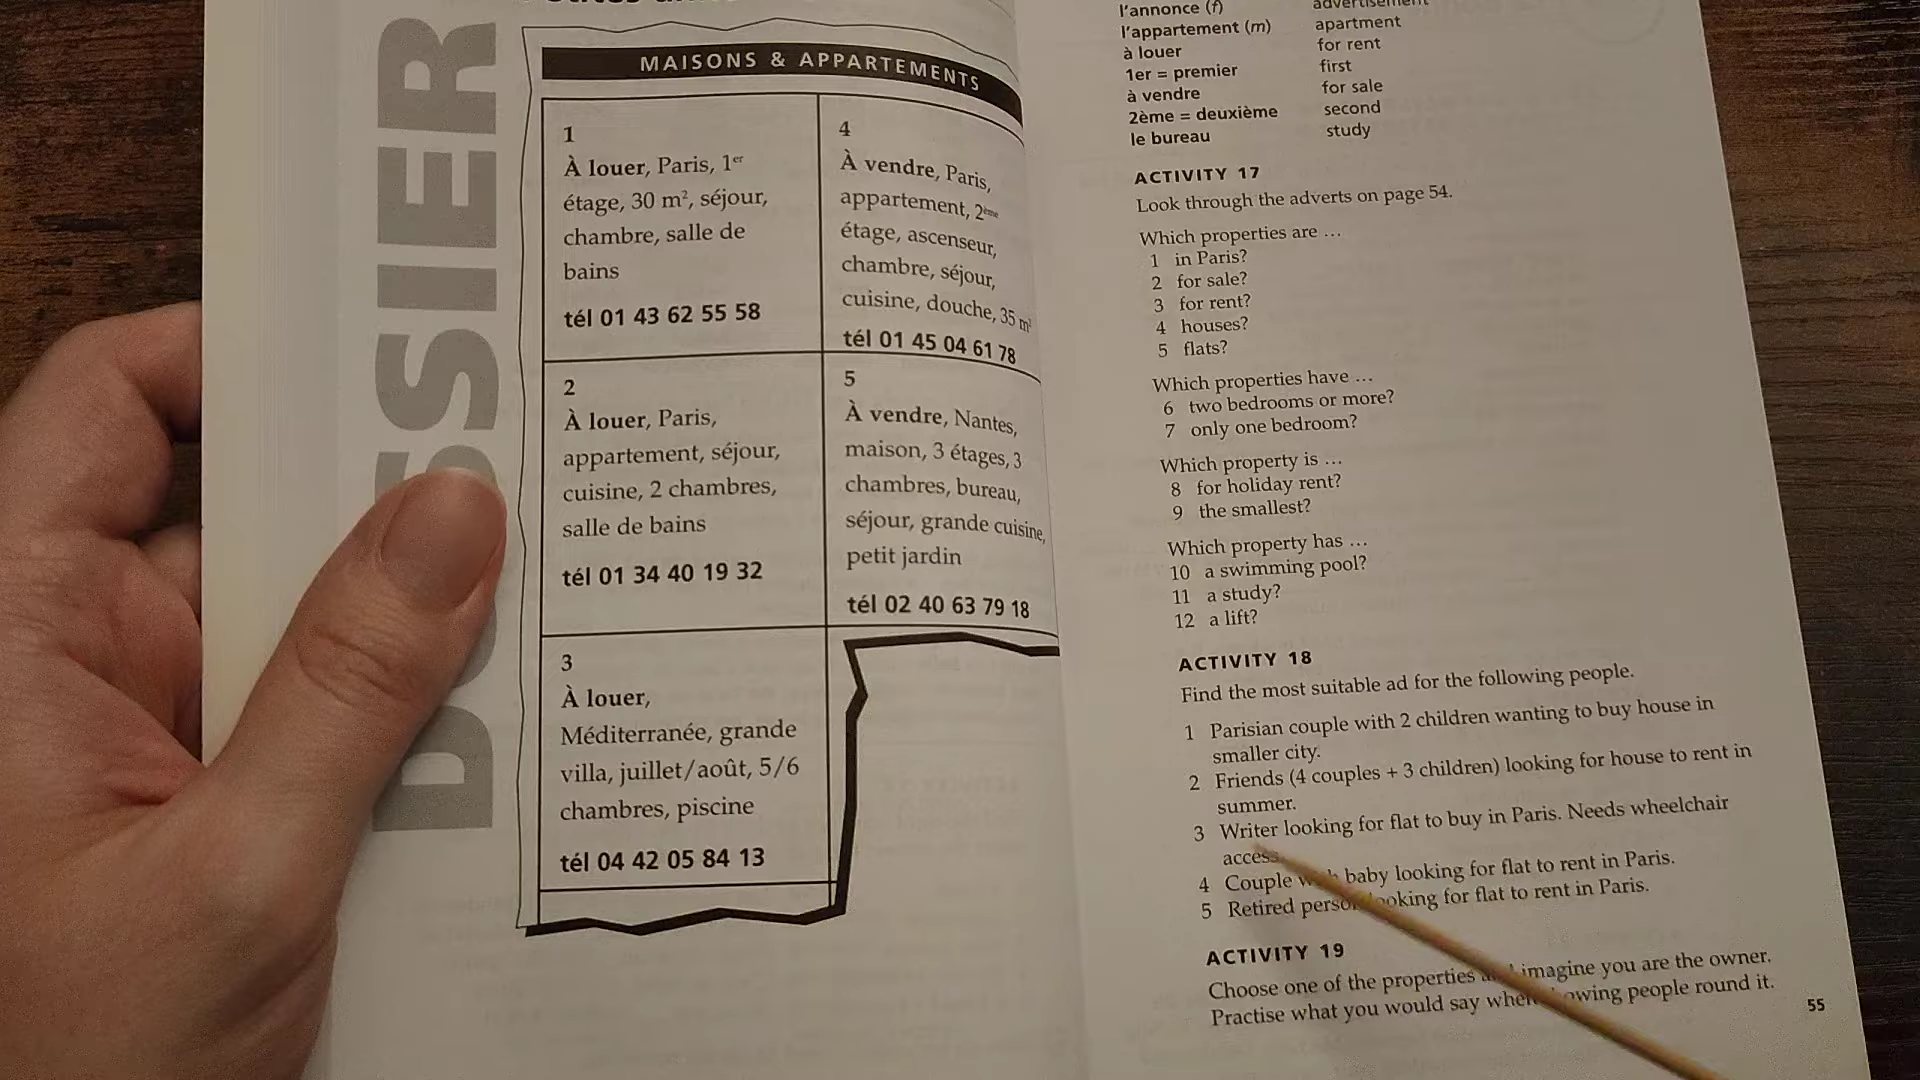 DOSSIER
MAISONS & APPARTEMENTS
1
À louer, Paris, 1er
étage, 30 m², séjour,
chambre, salle de
bains
tél 01 43 62 55 58
2
À louer, Paris,
appartement, séjour,
cuisine, 2 chambres,
salle de bains
tél 01 34 40 19 32
3
À louer,
Méditerranée, grande
villa, juillet/août, 5/6
chambres, piscine
tél 04 42 05 84 13
4
À vendre, Paris,
appartement, 2ème
étage, ascenseur,
chambre, séjour,
cuisine, douche, 35 m²
tél 01 45 04 61 78
5
À vendre, Nantes,
maison, 3 étages, 3
chambres, bureau,
séjour, grande cuisine,
petit jardin
tél 02 40 63 79 18
l'annonce (f) advertisement
l'appartement (m) apartment
à louer for rent
1er = premier first
à vendre for sale
2ème = deuxième second
le bureau study
ACTIVITY 17
Look through the adverts on page 54.
Which properties are ...
1 in Paris?
2 for sale?
3 for rent?
4 houses?
5 flats?
Which properties have ...
6 two bedrooms or more?
7 only one bedroom?
Which property is ...
8 for holiday rent?
9 the smallest?
Which property has ...
10 a swimming pool?
11 a study?
12 a lift?
ACTIVITY 18
Find the most suitable ad for the following people.
1 Parisian couple with 2 children wanting to buy house in
smaller city.
2 Friends (4 couples + 3 children) looking for house to rent in
summer.
3 Writer looking for flat to buy in Paris. Needs wheelchair
access.
4 Couple with baby looking for flat to rent in Paris.
5 Retired person looking for flat to rent in Paris.
ACTIVITY 19
Choose one of the properties and imagine you are the owner.
Practise what you would say when showing people round it.
55